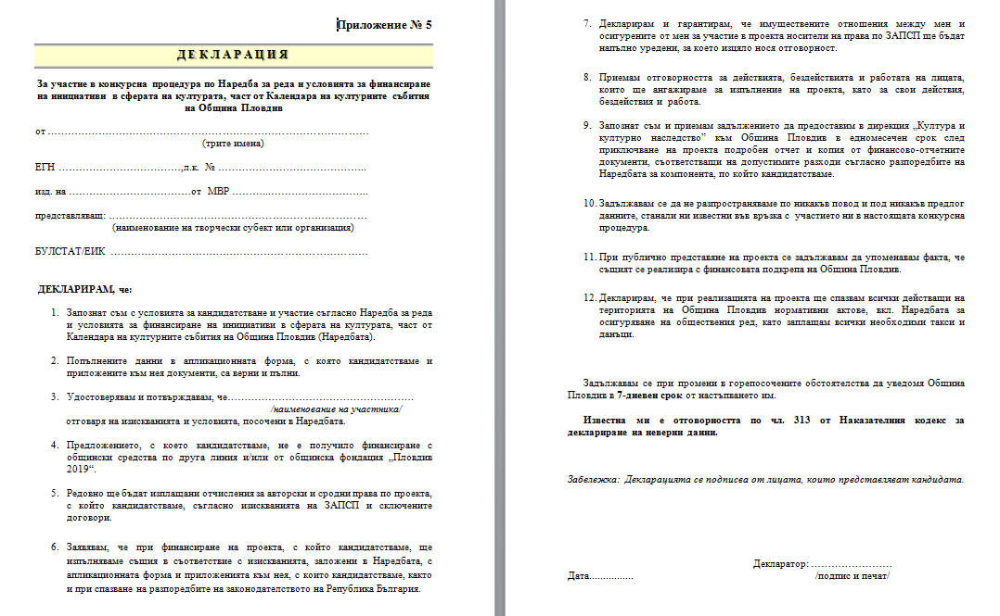 Приложение № 5
ДЕКЛАРАЦИЯ
За участие в конкурсна процедура по Наредба за реда и условията за финансиране
на инициативи в сферата на културата, част от Календара на културните събития
на Община Пловдив
от ……………………………………………………………………………
(трите имена)
ЕГН ……………………………….,л.к. № ……………………………………..
изд. на ………………………………от МВР …………………………………..
представляващ: ……………………………………………………………………
(наименование на творчески субект или организация)
БУЛСТАТ/ЕИК ……………………………………………………………………
ДЕКЛАРИРАМ, че:
1. Запознат съм с условията за кандидатстване и участие съгласно Наредба за реда
и условията за финансиране на инициативи в сферата на културата, част от
Календара на културните събития на Община Пловдив (Наредбата).
2. Попълнените данни в апликационната форма, с която кандидатстваме и
приложените към нея документи, са верни и пълни.
3. Удостоверявам и потвърждавам, че………………………………………………
/наименование на участника/
отговаря на изискванията и условията, посочени в Наредбата.
4. Предложението, с което кандидатстваме, не е получило финансиране с
общински средства по друга линия и/или от общинска фондация „Пловдив
2019“.
5. Редовно ще бъдат изплащани отчисления за авторски и сродни права по проекта,
с който кандидатстваме, съгласно изискванията на ЗАПСП и сключените
договори.
6. Заявявам, че при финансиране на проекта, с който кандидатстваме, ще
изпълняваме същия в съответствие с изискванията, заложени в Наредбата, с
апликационната форма и приложенията към нея, с които кандидатстваме, както
и при спазване на разпоредбите на законодателството на Република България.
7. Декларирам и гарантирам, че имуществените отношения между мен и
осигурените от мен за участие в проекта носители на права по ЗАПСП ще бъдат
напълно уредени, за което изцяло нося отговорност.
8. Приемам отговорността за действията, бездействията и работата на лицата,
които ще ангажираме за изпълнение на проекта, като за свои действия,
бездействия и работа.
9. Запознат съм и приемам задължението да предоставим в дирекция „Култура и
културно наследство” към Община Пловдив в едномесечен срок след
приключване на проекта подробен отчет и копия от финансово-отчетните
документи, съответстващи на допустимите разходи съгласно разпоредбите на
Наредбата за компонента, по който кандидатстваме.
10. Задължавам се да не разпространяваме по никакъв повод и под никакъв предлог
данните, станали ни известни във връзка с участието ни в настоящата конкурсна
процедура.
11. При публично представяне на проекта се задължавам да упоменавам факта, че
същият се реализира с финансовата подкрепа на Община Пловдив.
12. Декларирам, че при реализацията на проекта ще спазвам всички действащи на
територията на Община Пловдив нормативни актове, вкл. Наредбата за
осигуряване на обществения ред, като заплащам всички необходими такси и
данъци.
Задължавам се при промени в горепосочените обстоятелства да уведомя Община
Пловдив в 7-дневен срок от настъпването им.
Известна ми е отговорността по чл. 313 от Наказателния кодекс за
деклариране на неверни данни.
Забележка: Декларацията се подписва от лицата, които представляват кандидата.
Декларатор: ……………………
Дата................ /подпис и печат/